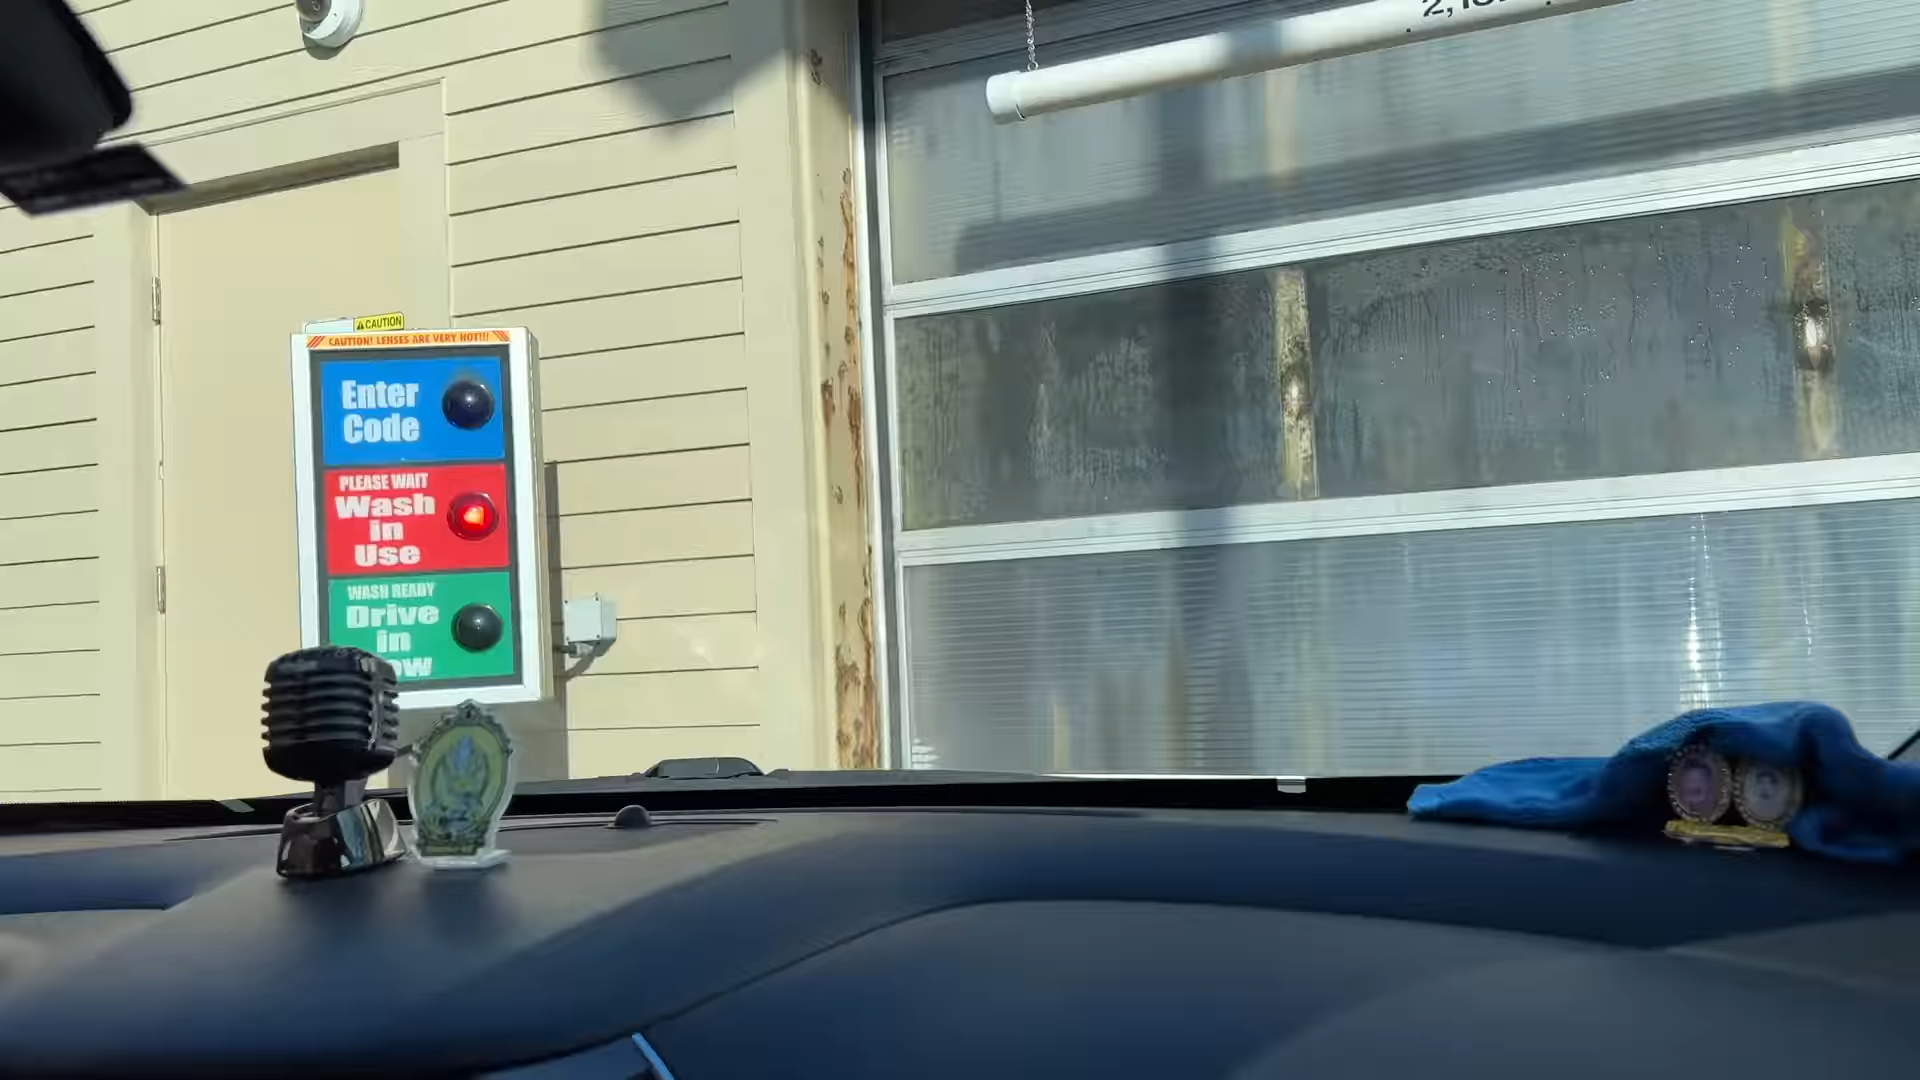 CAUTION
CAUTION! LENSES ARE VERY HOT!!!
Enter
Code
PLEASE WAIT
Wash
in
Use
WASH READY
Drive
in